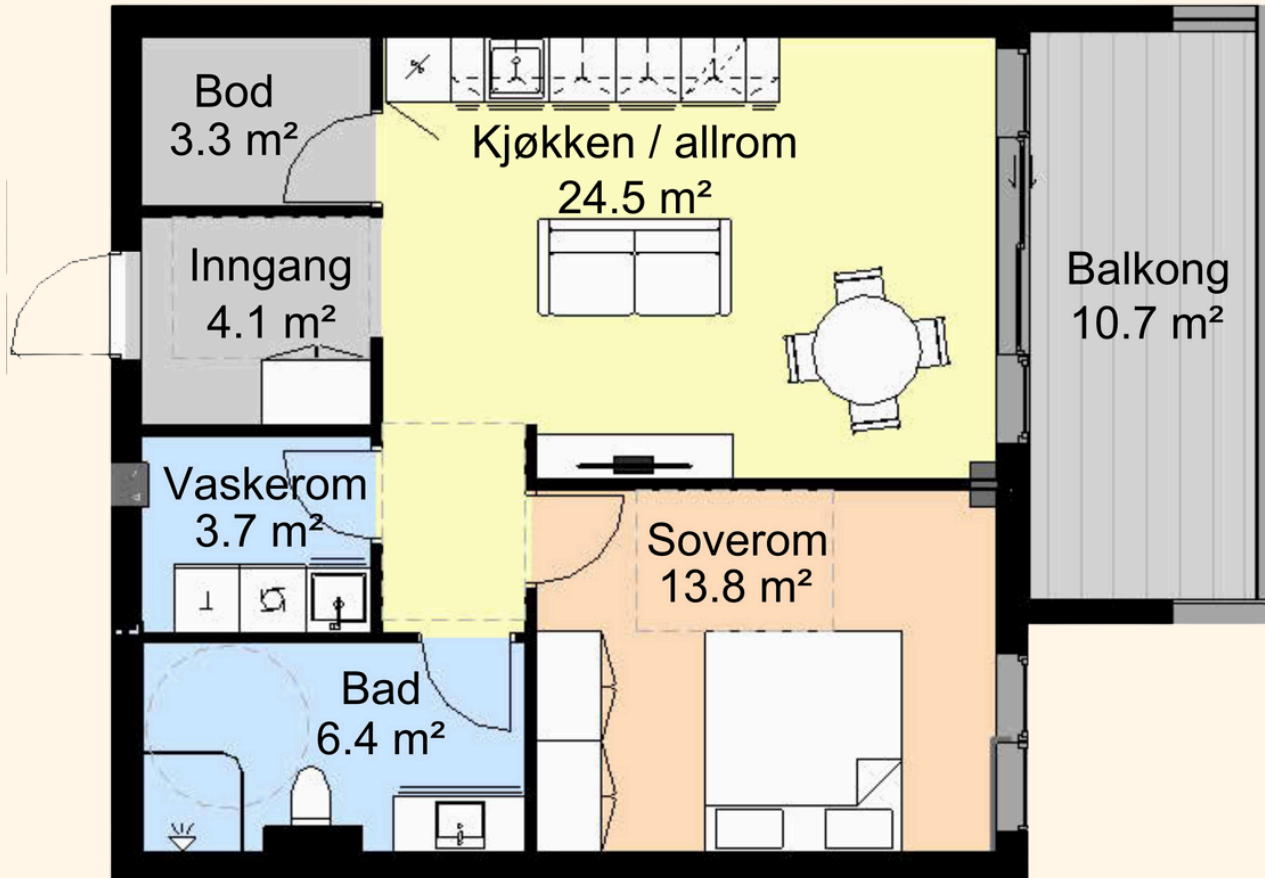 Bod
3.3 m²
Kjøkken / allrom
24.5 m²
Inngang
4.1 m²
Balkong
10.7 m²
Vaskerom
3.7 m²
Soverom
13.8 m²
Bad
6.4 m²